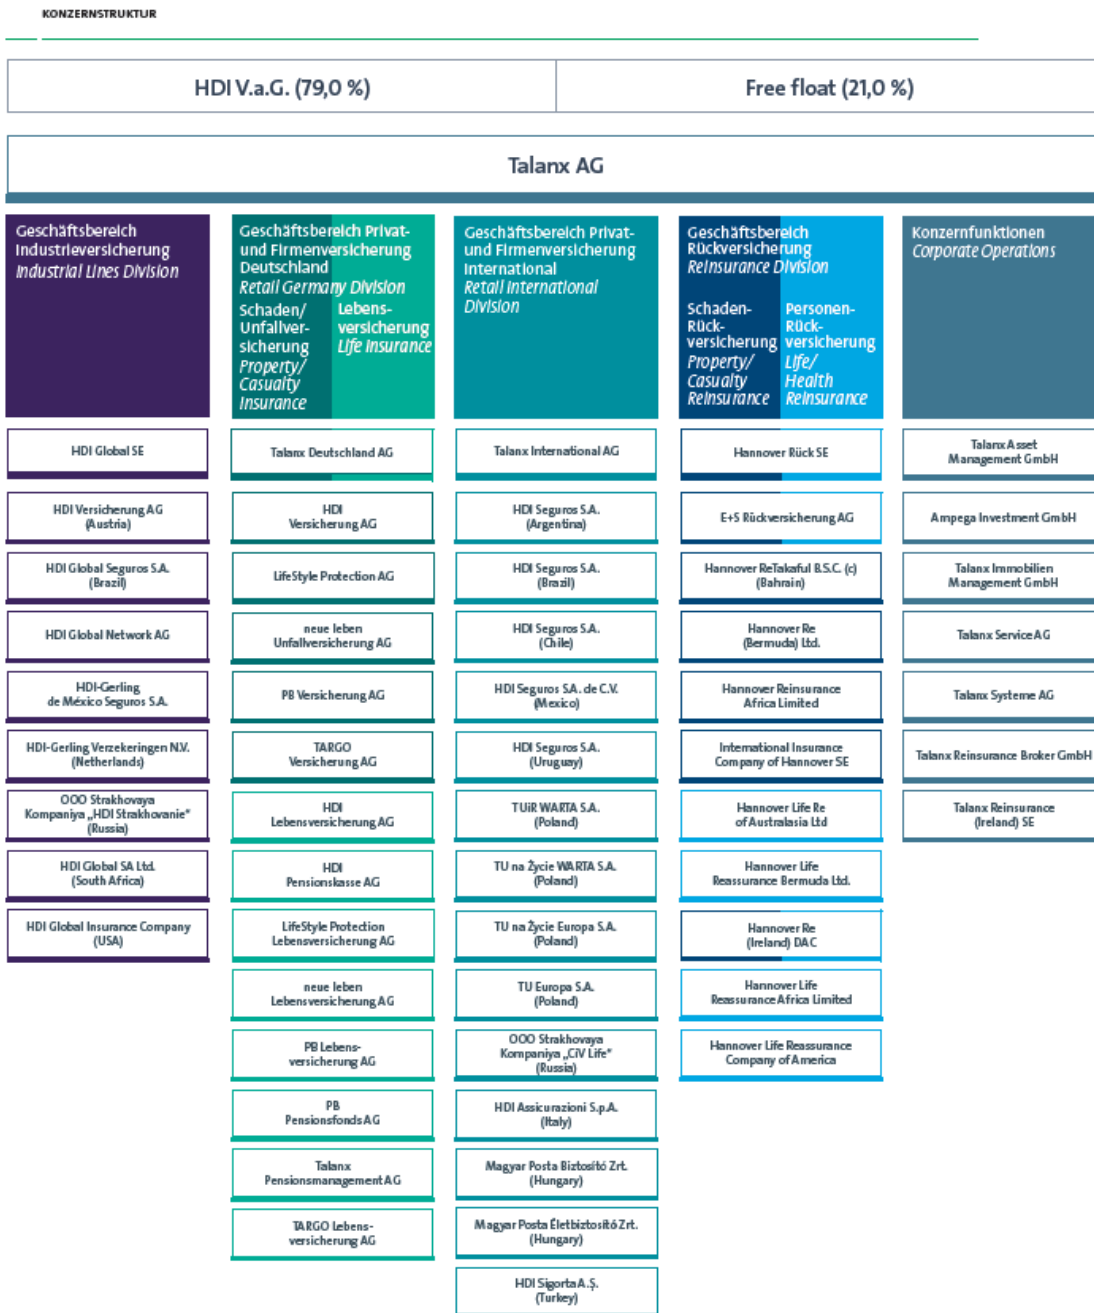 KONZERNSTRUKTUR
HDI V.a.G. (79,0 %)
Free float (21,0 %)
Talanx AG
Geschäftsbereich
Industrieversicherung
Industrial Lines Division
HDI Global SE
HDI Versicherung AG
(Austria)
HDI Global Seguros S.A.
(Brazil)
HDI Global Network AG
HDI-Gerling
de México Seguros S.A.
HDI-Gerling Verzekeringen N.V.
(Netherlands)
OOO Strakhovaya
Kompaniya „HDI Strakhovanie“
(Russia)
HDI Global SA Ltd.
(South Africa)
HDI Global Insurance Company
(USA)
Geschäftsbereich Privat-
und Firmenversicherung
Deutschland
Retail Germany Division
Schaden/
Unfallver-
sicherung
Property/
Casualty
Insurance
Lebens-
versicherung
Life Insurance
Talanx Deutschland AG
HDI
Versicherung AG
LifeStyle Protection AG
neue leben
Unfallversicherung AG
PB Versicherung AG
TARGO
Versicherung AG
HDI
Lebensversicherung AG
HDI
Pensionskasse AG
LifeStyle Protection
Lebensversicherung AG
neue leben
Lebensversicherung AG
PB Lebens-
versicherung AG
PB
Pensionsfonds AG
Talanx
Pensionsmanagement AG
TARGO Lebens-
versicherung AG
Geschäftsbereich Privat-
und Firmenversicherung
International
Retail International
Division
Talanx International AG
HDI Seguros S.A.
(Argentina)
HDI Seguros S.A.
(Brazil)
HDI Seguros S.A.
(Chile)
HDI Seguros S.A. de C.V.
(Mexico)
HDI Seguros S.A.
(Uruguay)
TUiR WARTA S.A.
(Poland)
TU na Życie WARTA S.A.
(Poland)
TU na Życie Europa S.A.
(Poland)
TU Europa S.A.
(Poland)
OOO Strakhovaya
Kompaniya „CiV Life“
(Russia)
HDI Assicurazioni S.p.A.
(Italy)
Magyar Posta Biztosító Zrt.
(Hungary)
Magyar Posta Életbiztosító Zrt.
(Hungary)
HDI Sigorta A.Ş.
(Turkey)
Geschäftsbereich
Rückversicherung
Reinsurance Division
Schaden-
Rück-
versicherung
Property/
Casualty
Reinsurance
Personen-
Rück-
versicherung
Life/
Health
Reinsurance
Hannover Rück SE
E+S Rückversicherung AG
Hannover ReTakaful B.S.C. (c)
(Bahrain)
Hannover Re
(Bermuda) Ltd.
Hannover Reinsurance
Africa Limited
International Insurance
Company of Hannover SE
Hannover Life Re
of Australasia Ltd
Hannover Life
Reassurance Bermuda Ltd.
Hannover Re
(Ireland) DAC
Hannover Life
Reassurance Africa Limited
Hannover Life Reassurance
Company of America
Konzernfunktionen
Corporate Operations
Talanx Asset
Management GmbH
Ampega Investment GmbH
Talanx Immobilien
Management GmbH
Talanx Service AG
Talanx Systeme AG
Talanx Reinsurance Broker GmbH
Talanx Reinsurance
(Ireland) SE